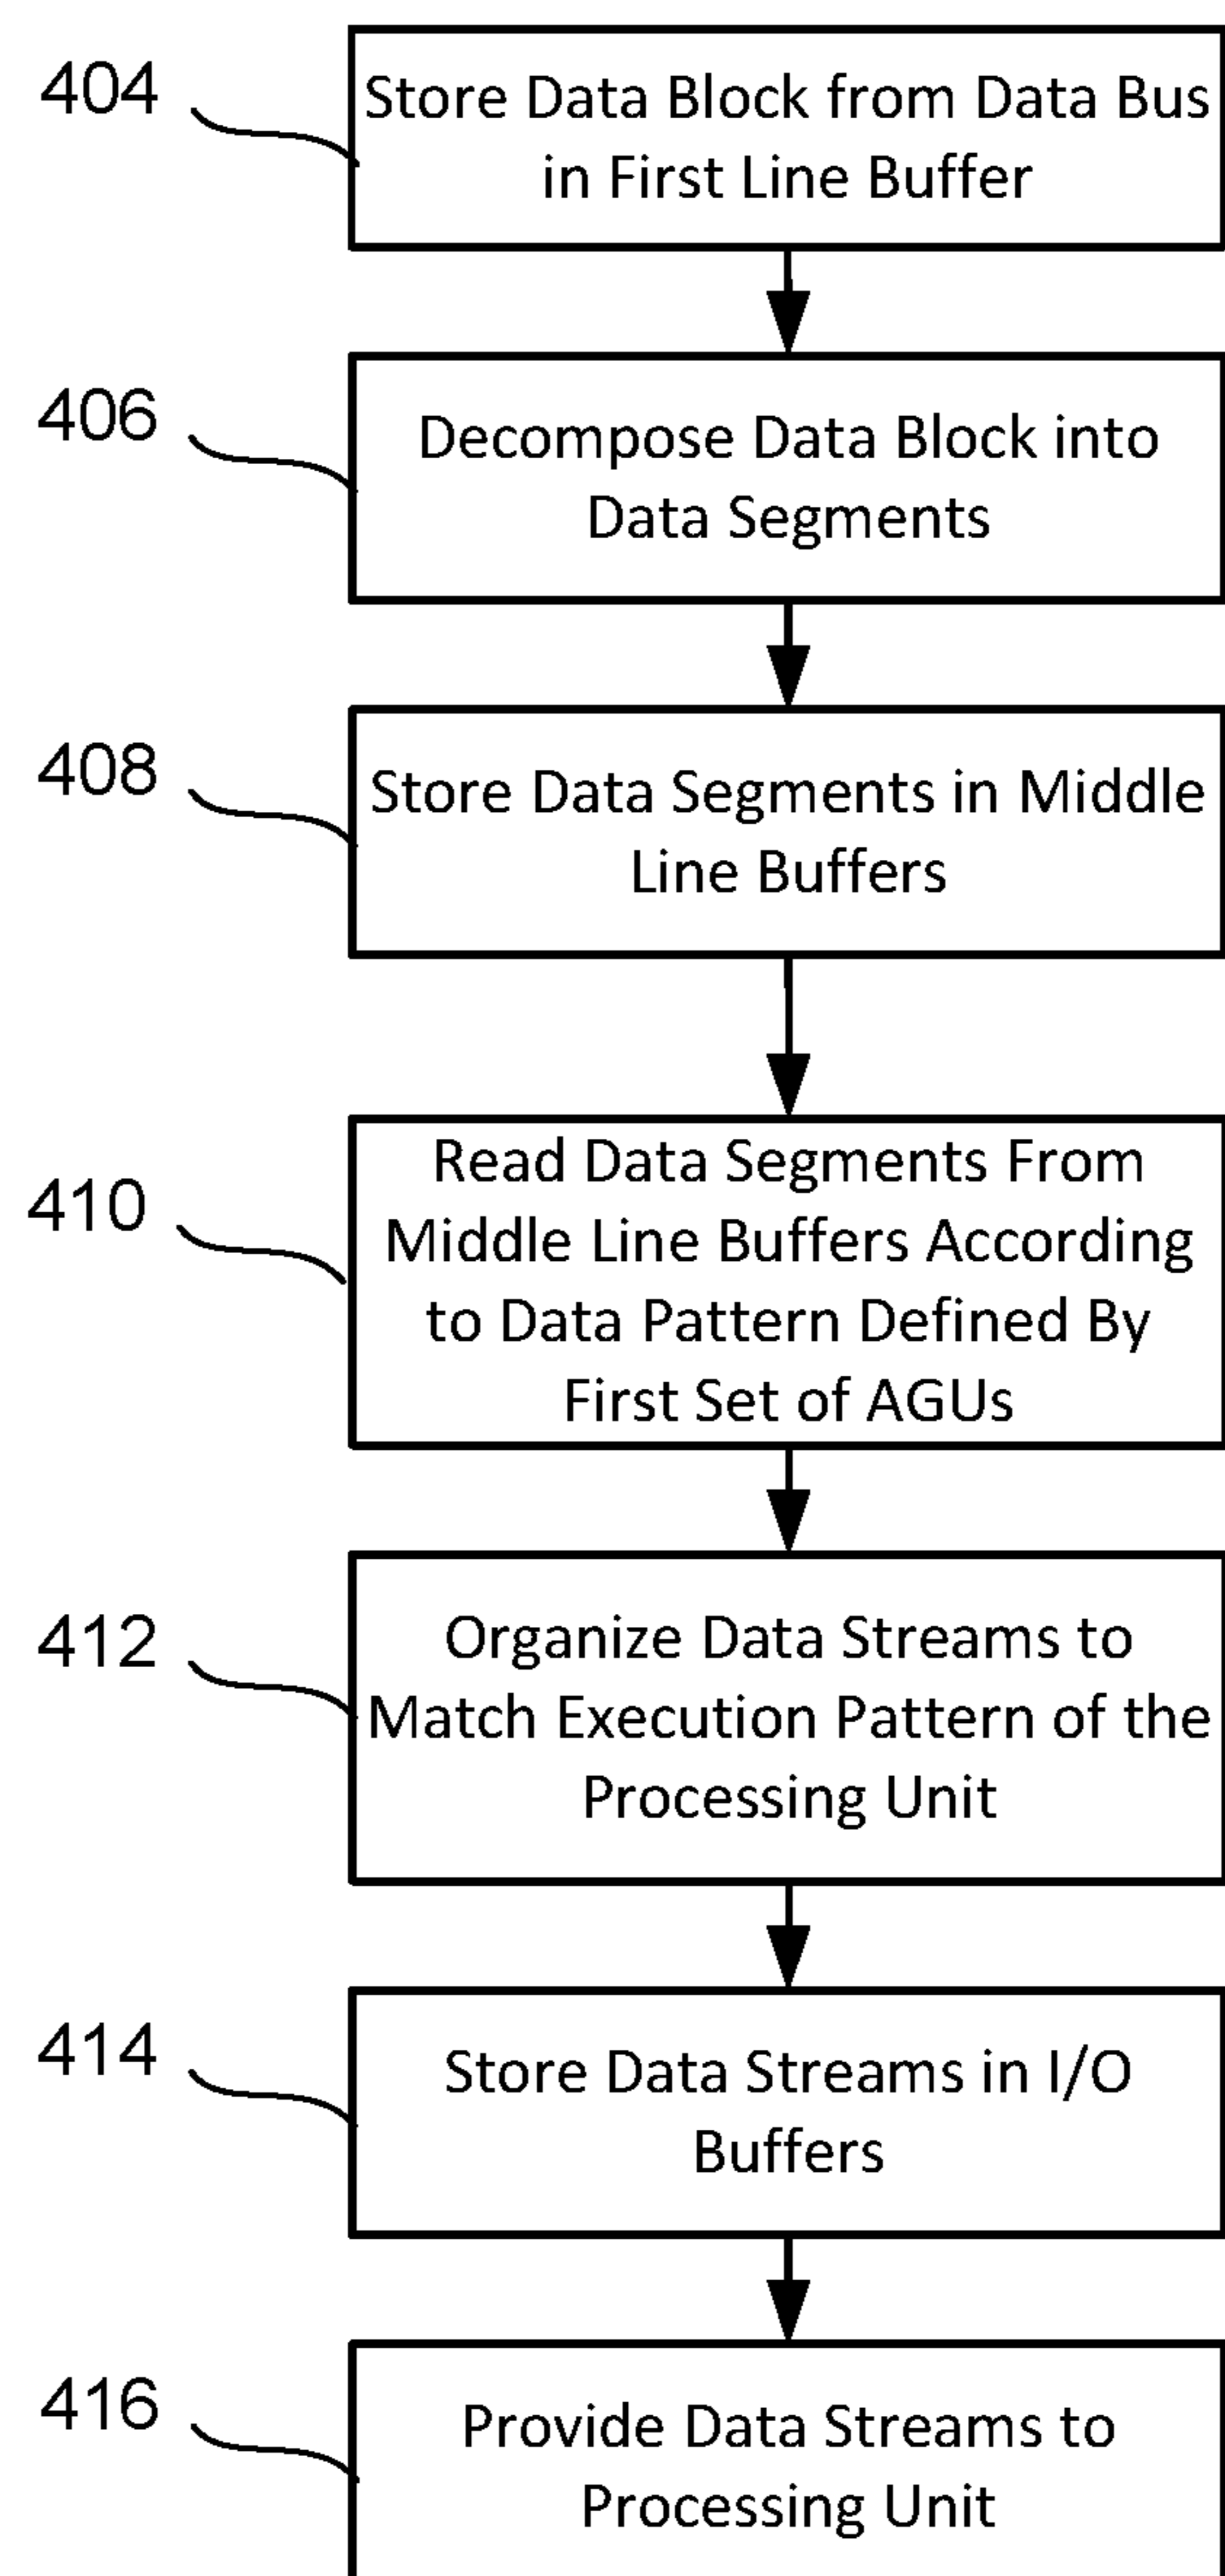 404
Store Data Block from Data Bus
in First Line Buffer
406
Decompose Data Block into
Data Segments
408
Store Data Segments in Middle
Line Buffers
410
Read Data Segments From
Middle Line Buffers According
to Data Pattern Defined By
First Set of AGUs
412
Organize Data Streams to
Match Execution Pattern of the
Processing Unit
414
Store Data Streams in I/O
Buffers
416
Provide Data Streams to
Processing Unit